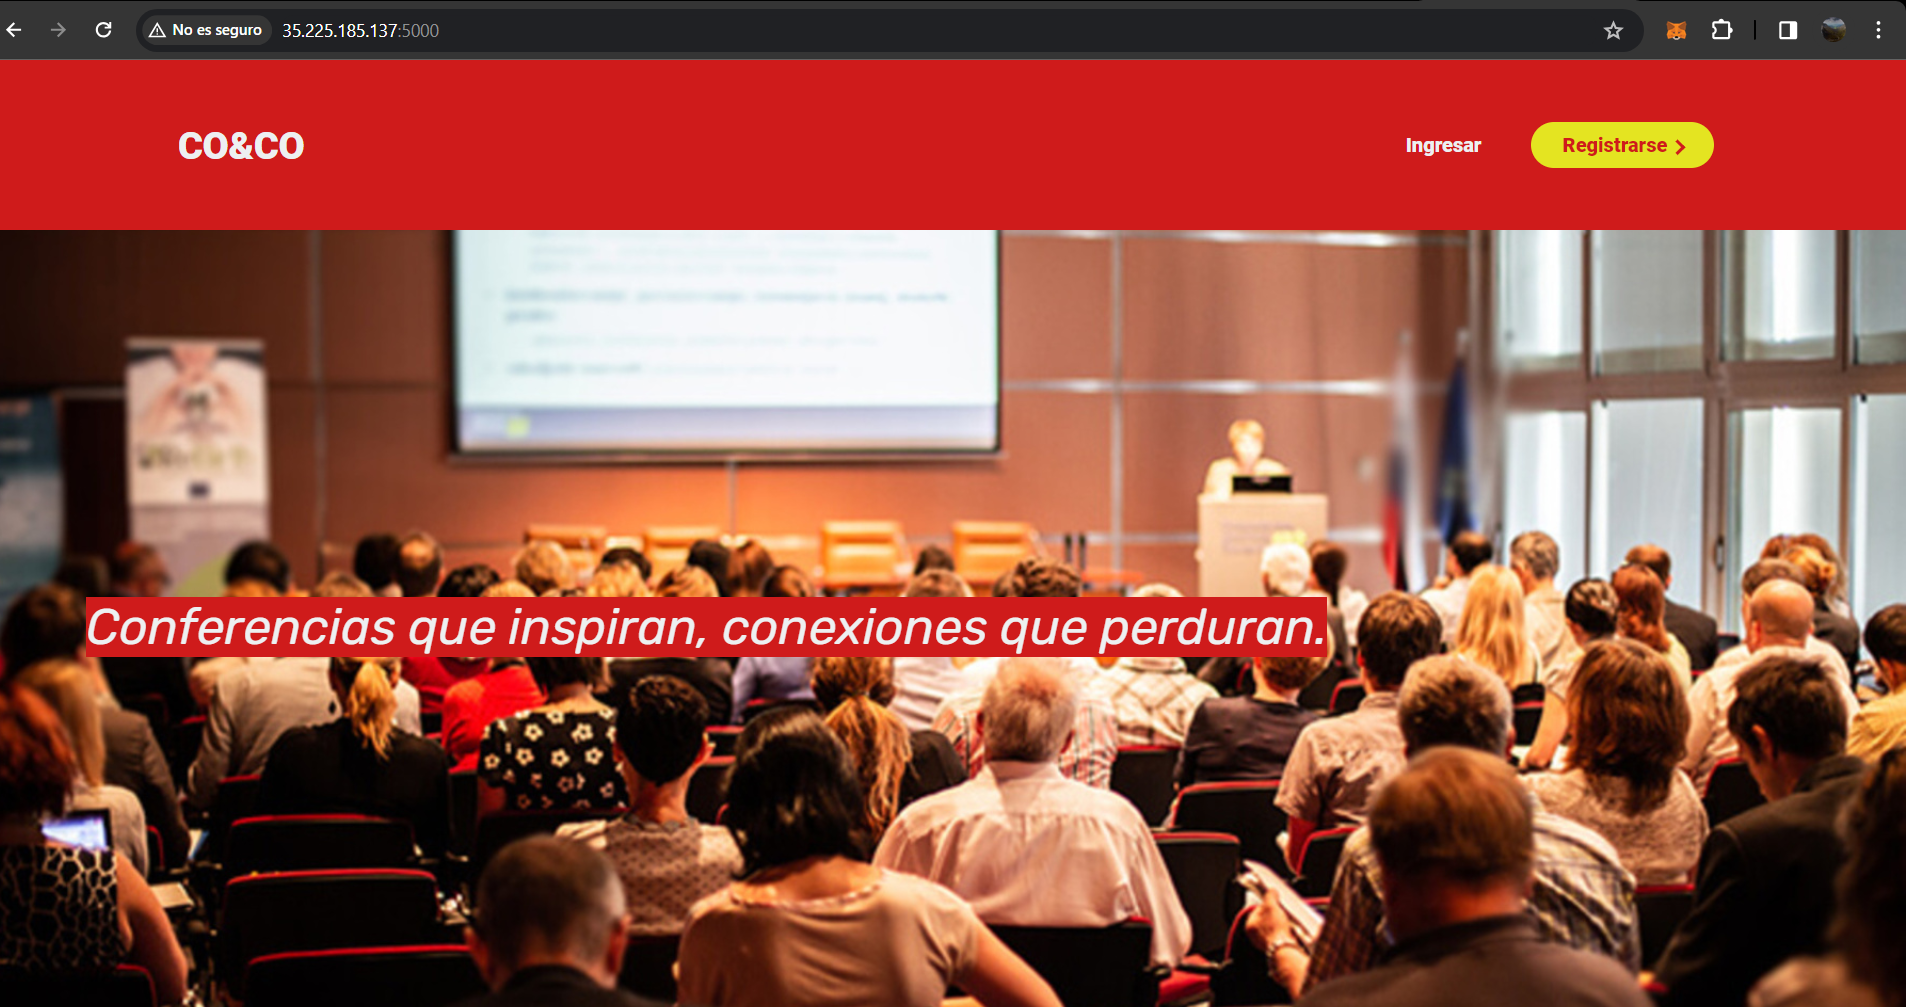 No es seguro 35.225.185.137:5000
CO&CO
Ingresar
Registrarse
Conferencias que inspiran, conexiones que perduran.